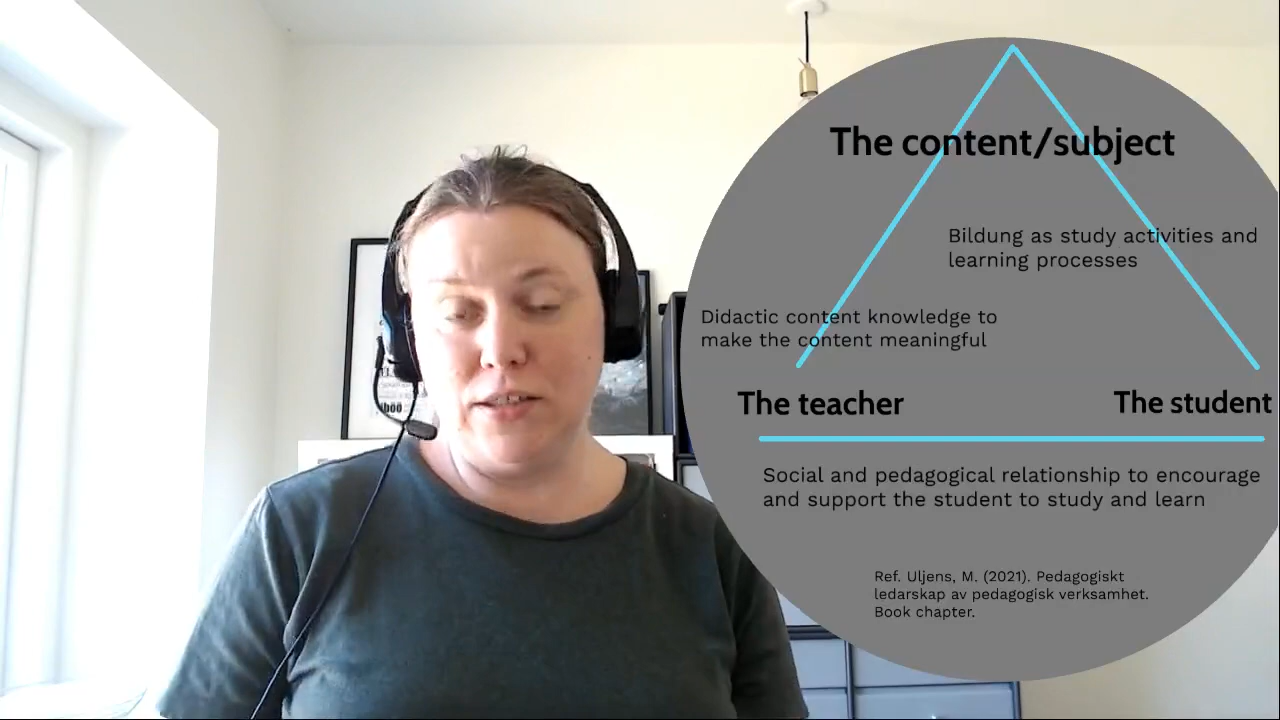 The content/subject
Bildung as study activities and
learning processes
Didactic content knowledge to
make the content meaningful
The teacher
The student
Social and pedagogical relationship to encourage
and support the student to study and learn
Ref. Uljens, M. (2021). Pedagogiskt
ledarskap av pedagogisk verksamhet.
Book chapter.